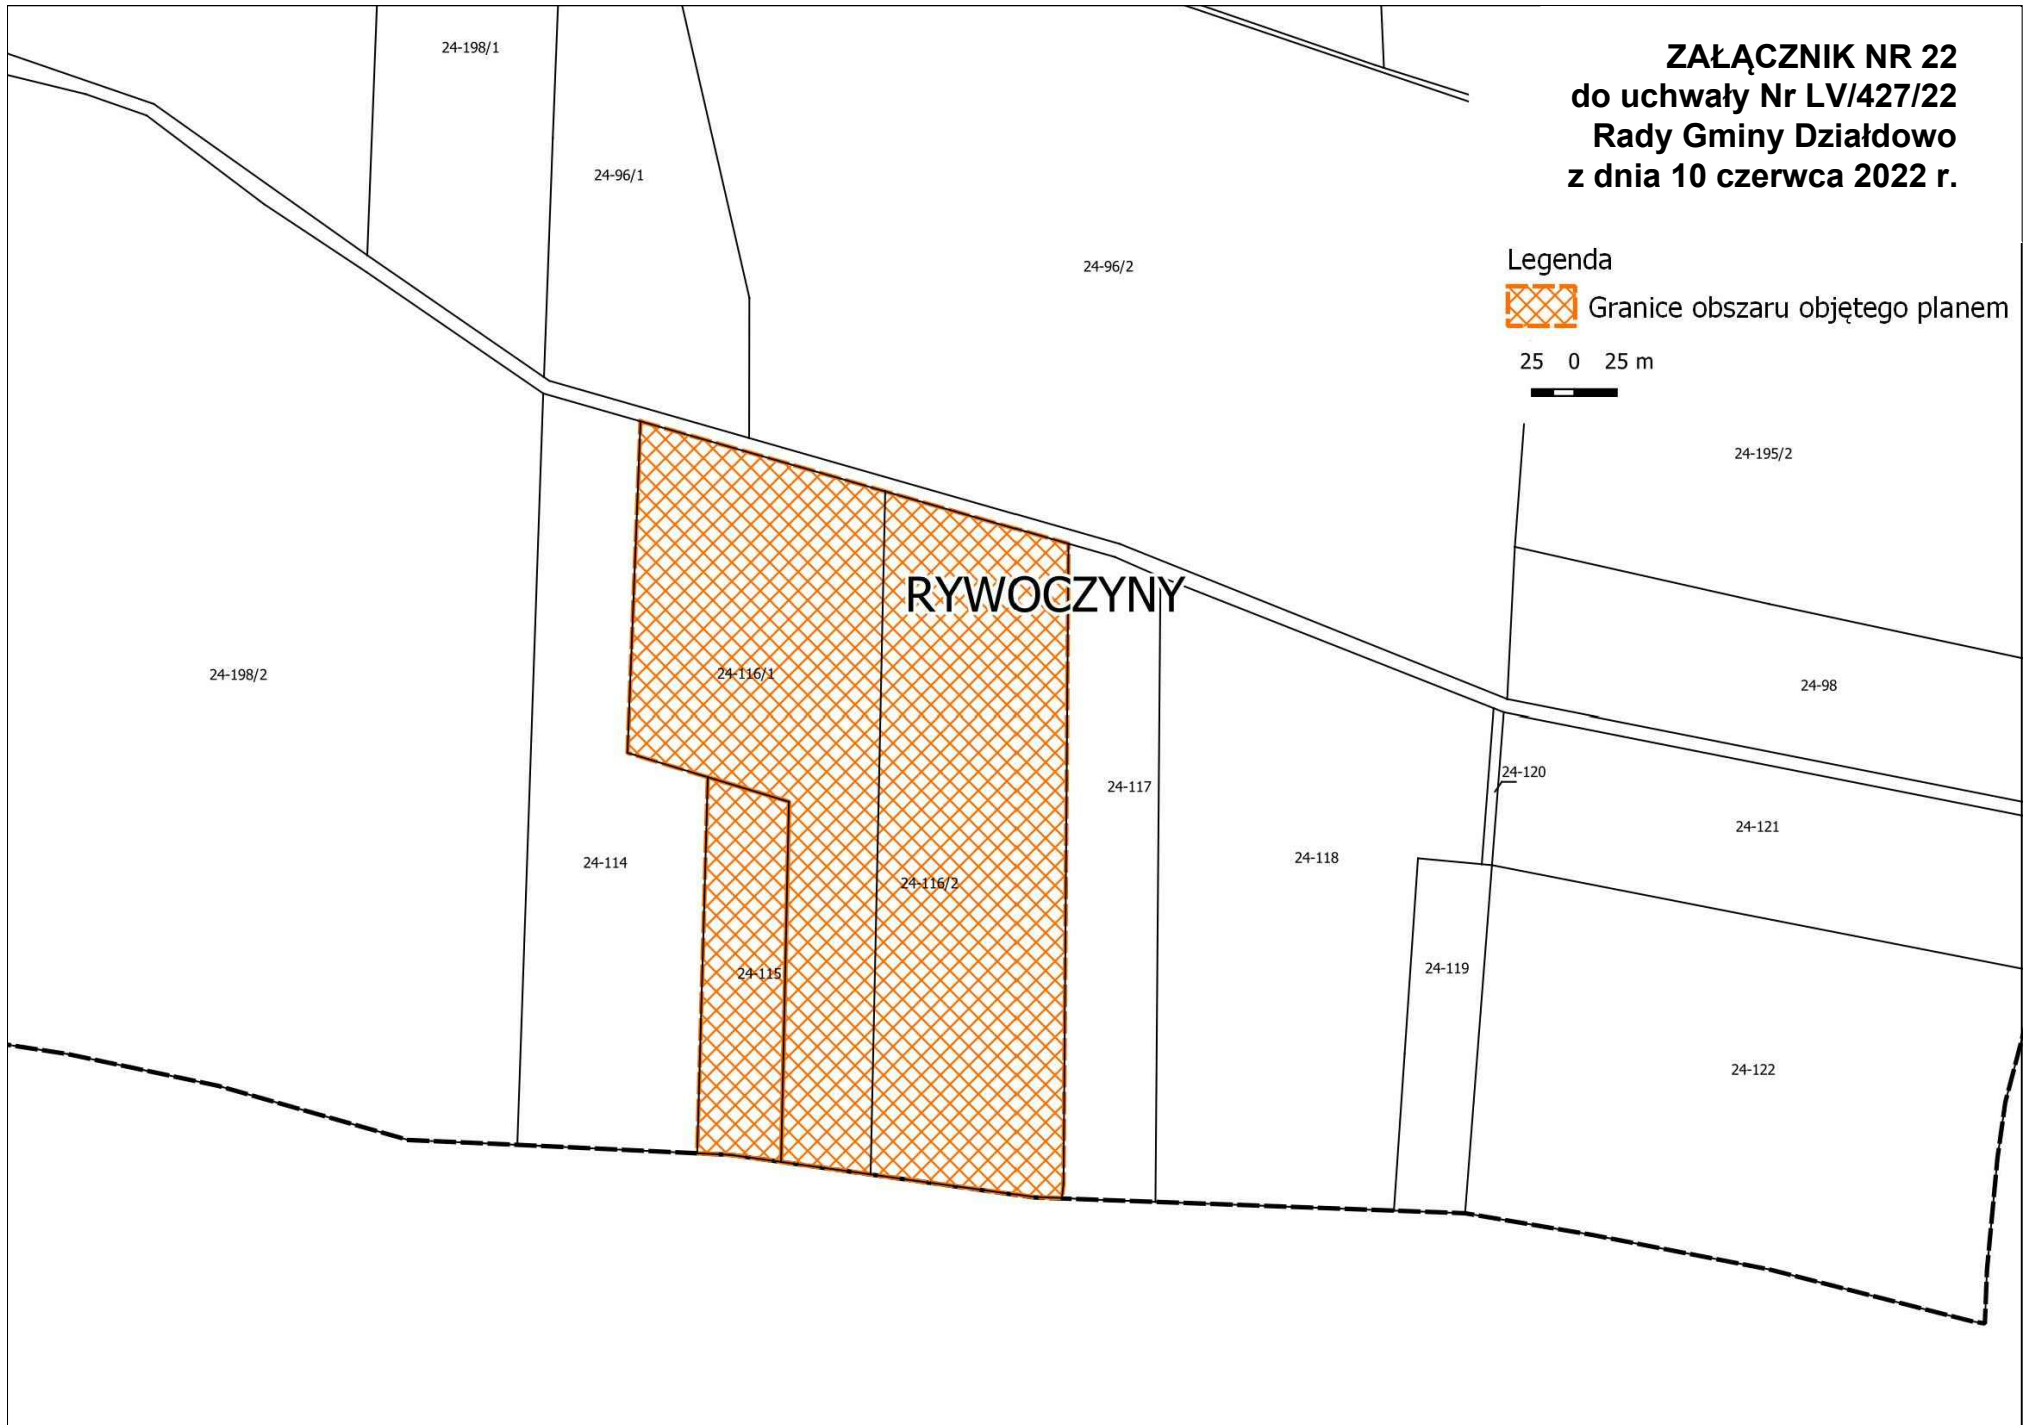 ZAŁĄCZNIK NR 22
do uchwały Nr LV/427/22
Rady Gminy Działdowo
z dnia 10 czerwca 2022 r.
Legenda
Granice obszaru objętego planem
25 0 25 m
24-198/1
24-96/1
24-96/2
24-195/2
RYWOCZYNY
24-198/2
24-116/1
24-98
24-117
24-120
24-121
24-114
24-118
24-116/2
24-115
24-119
24-122